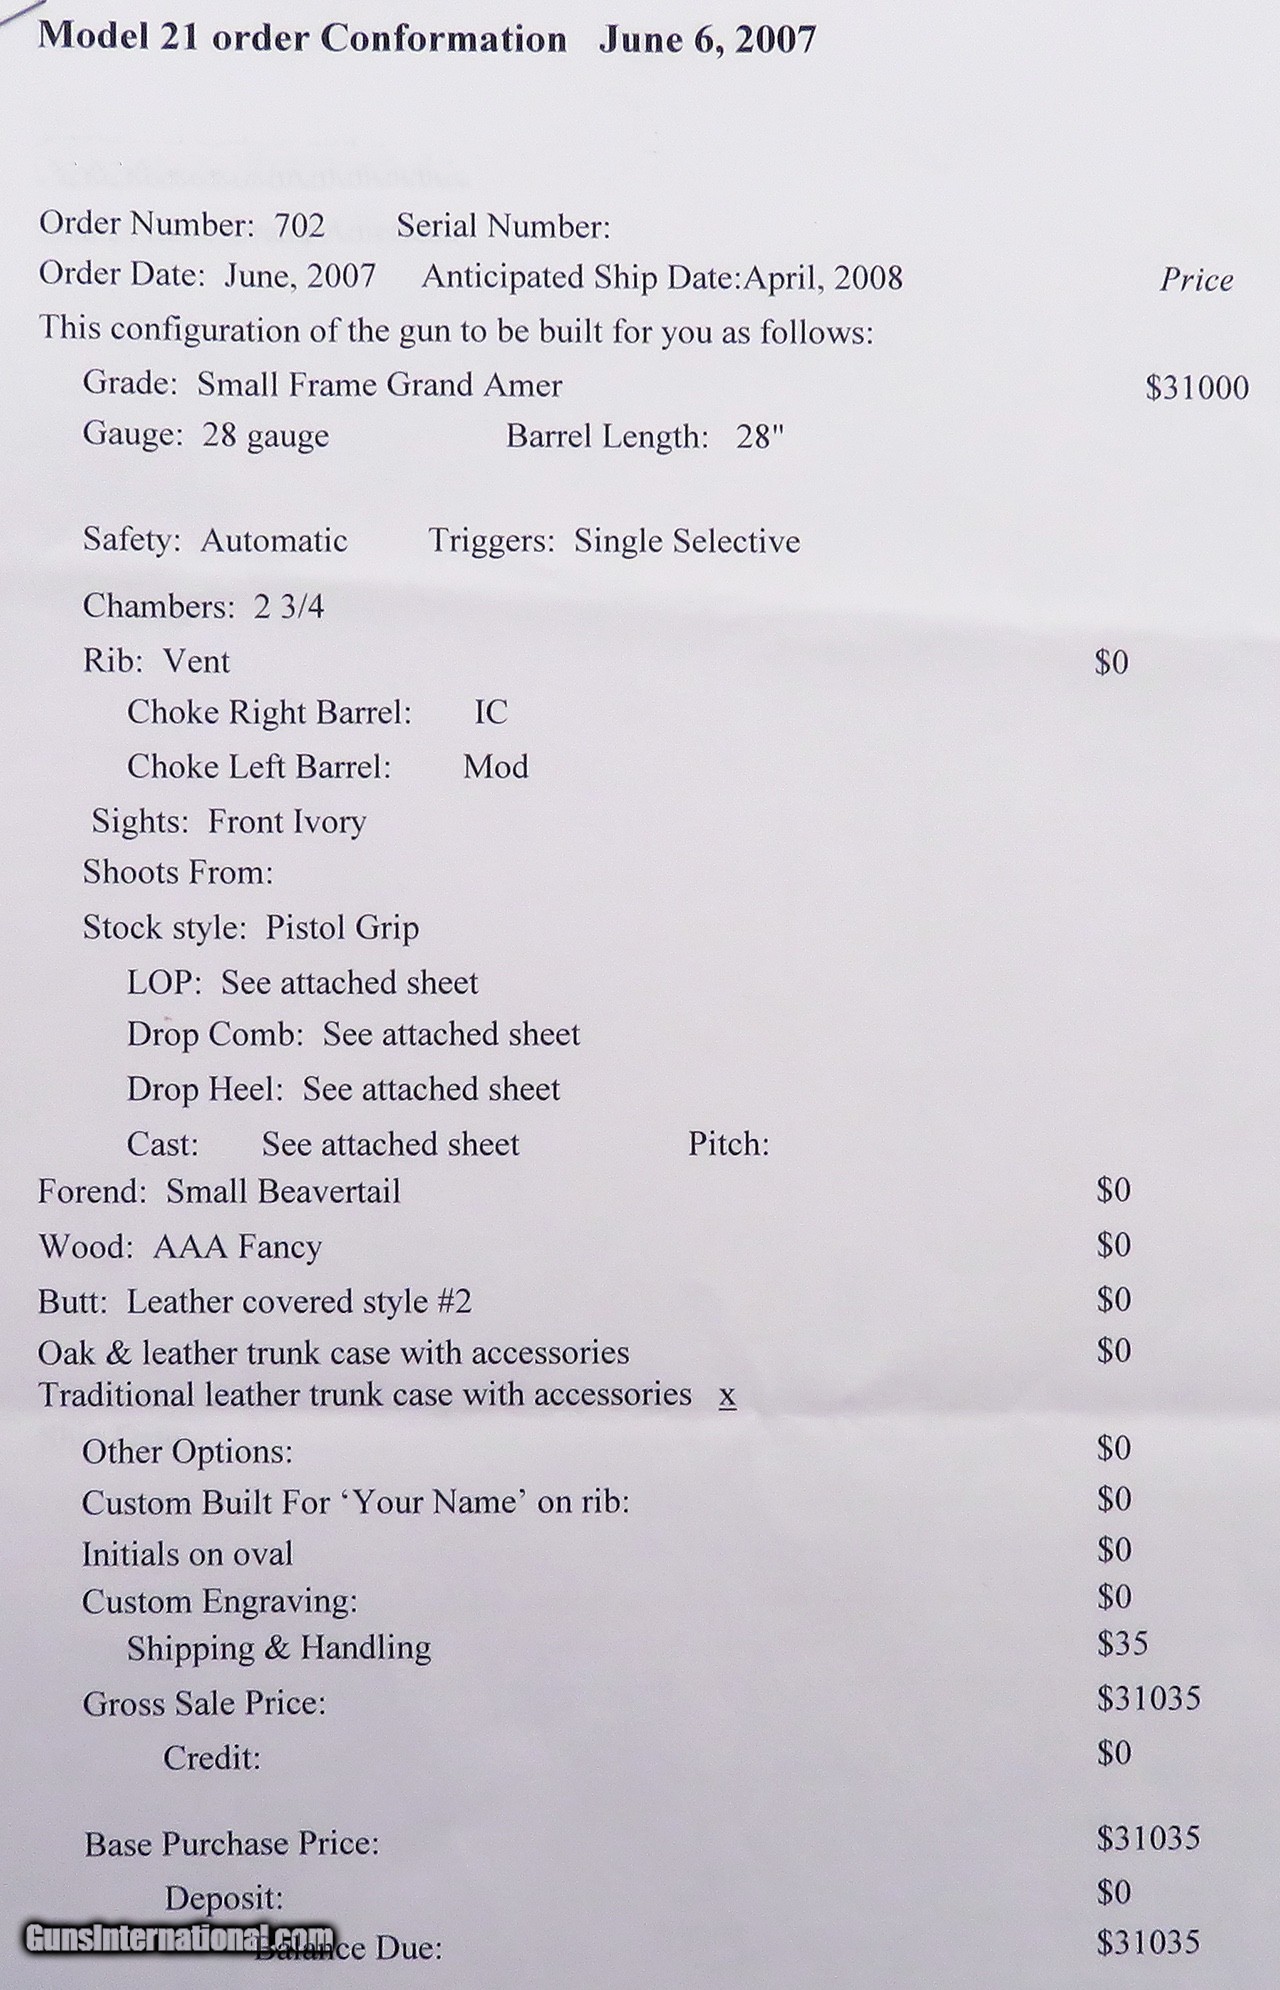 Model 21 order Conformation June 6, 2007
Order Number: 702 Serial Number:
Order Date: June, 2007 Anticipated Ship Date:April, 2008 Price
This configuration of the gun to be built for you as follows:
Grade: Small Frame Grand Amer $31000
Gauge: 28 gauge Barrel Length: 28"
Safety: Automatic Triggers: Single Selective
Chambers: 2 3/4
Rib: Vent $0
Choke Right Barrel: IC
Choke Left Barrel: Mod
Sights: Front Ivory
Shoots From:
Stock style: Pistol Grip
LOP: See attached sheet
Drop Comb: See attached sheet
Drop Heel: See attached sheet
Cast: See attached sheet Pitch:
Forend: Small Beavertail $0
Wood: AAA Fancy $0
Butt: Leather covered style #2 $0
Oak & leather trunk case with accessories $0
Traditional leather trunk case with accessories x
Other Options: $0
Custom Built For ‘Your Name’ on rib: $0
Initials on oval $0
Custom Engraving: $0
Shipping & Handling $35
Gross Sale Price: $31035
Credit: $0
Base Purchase Price: $31035
Deposit: $0
GunsInternational.com
Balance Due: $31035